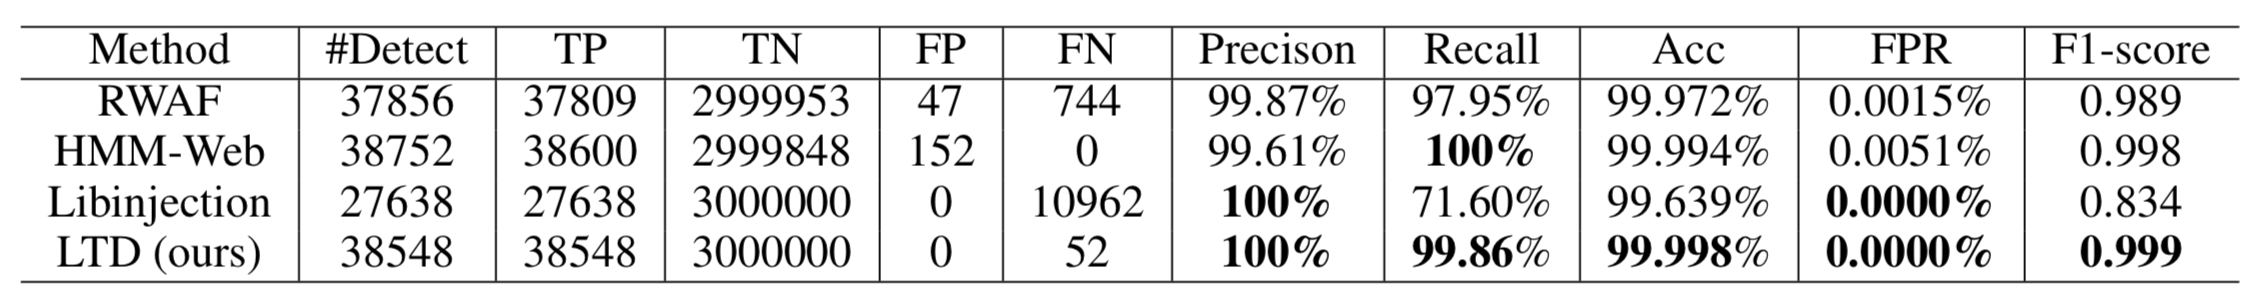 Method #Detect TP TN FP FN Precison Recall Acc FPR F1-score
RWAF 37856 37809 2999953 47 744 99.87% 97.95% 99.972% 0.0015% 0.989
HMM-Web 38752 38600 2999848 152 0 99.61% 100% 99.994% 0.0051% 0.998
Libinjection 27638 27638 3000000 0 10962 100% 71.60% 99.639% 0.0000% 0.834
LTD (ours) 38548 38548 3000000 0 52 100% 99.86% 99.998% 0.0000% 0.999